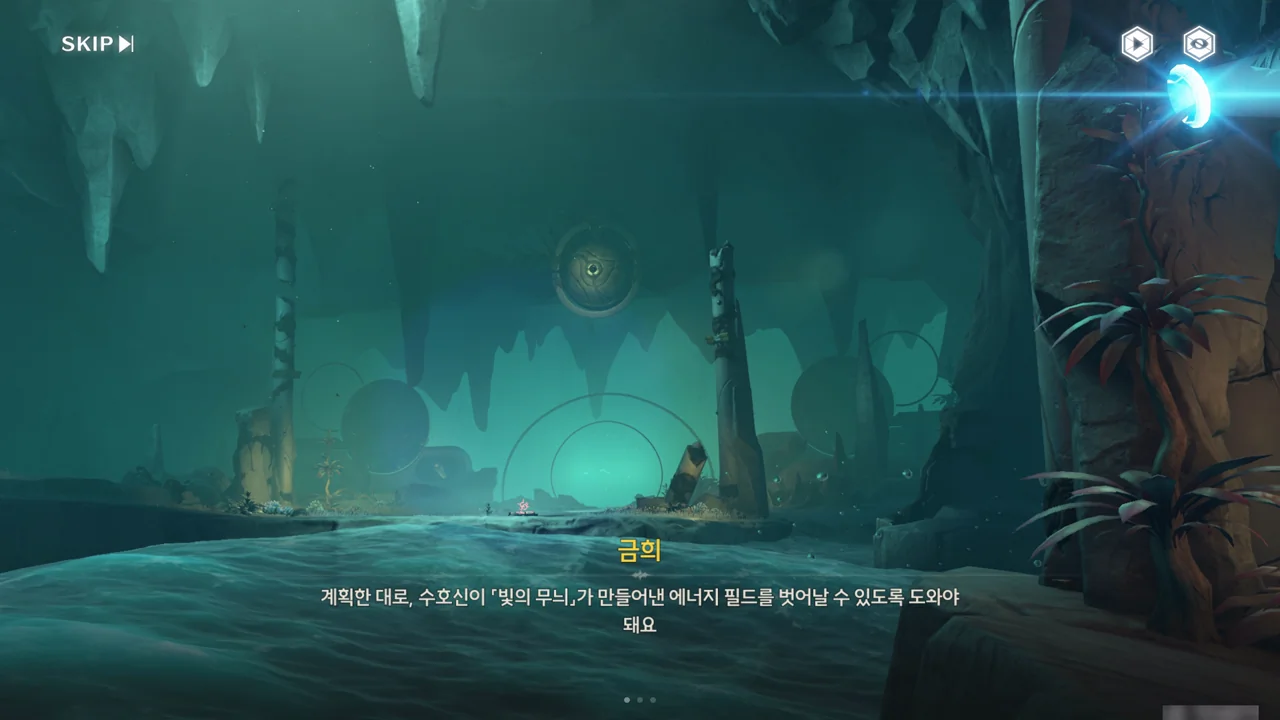 SKIP
금희
계획한 대로, 수호신이 「빛의 무늬」가 만들어낸 에너지 필드를 벗어날 수 있도록 도와야
돼요